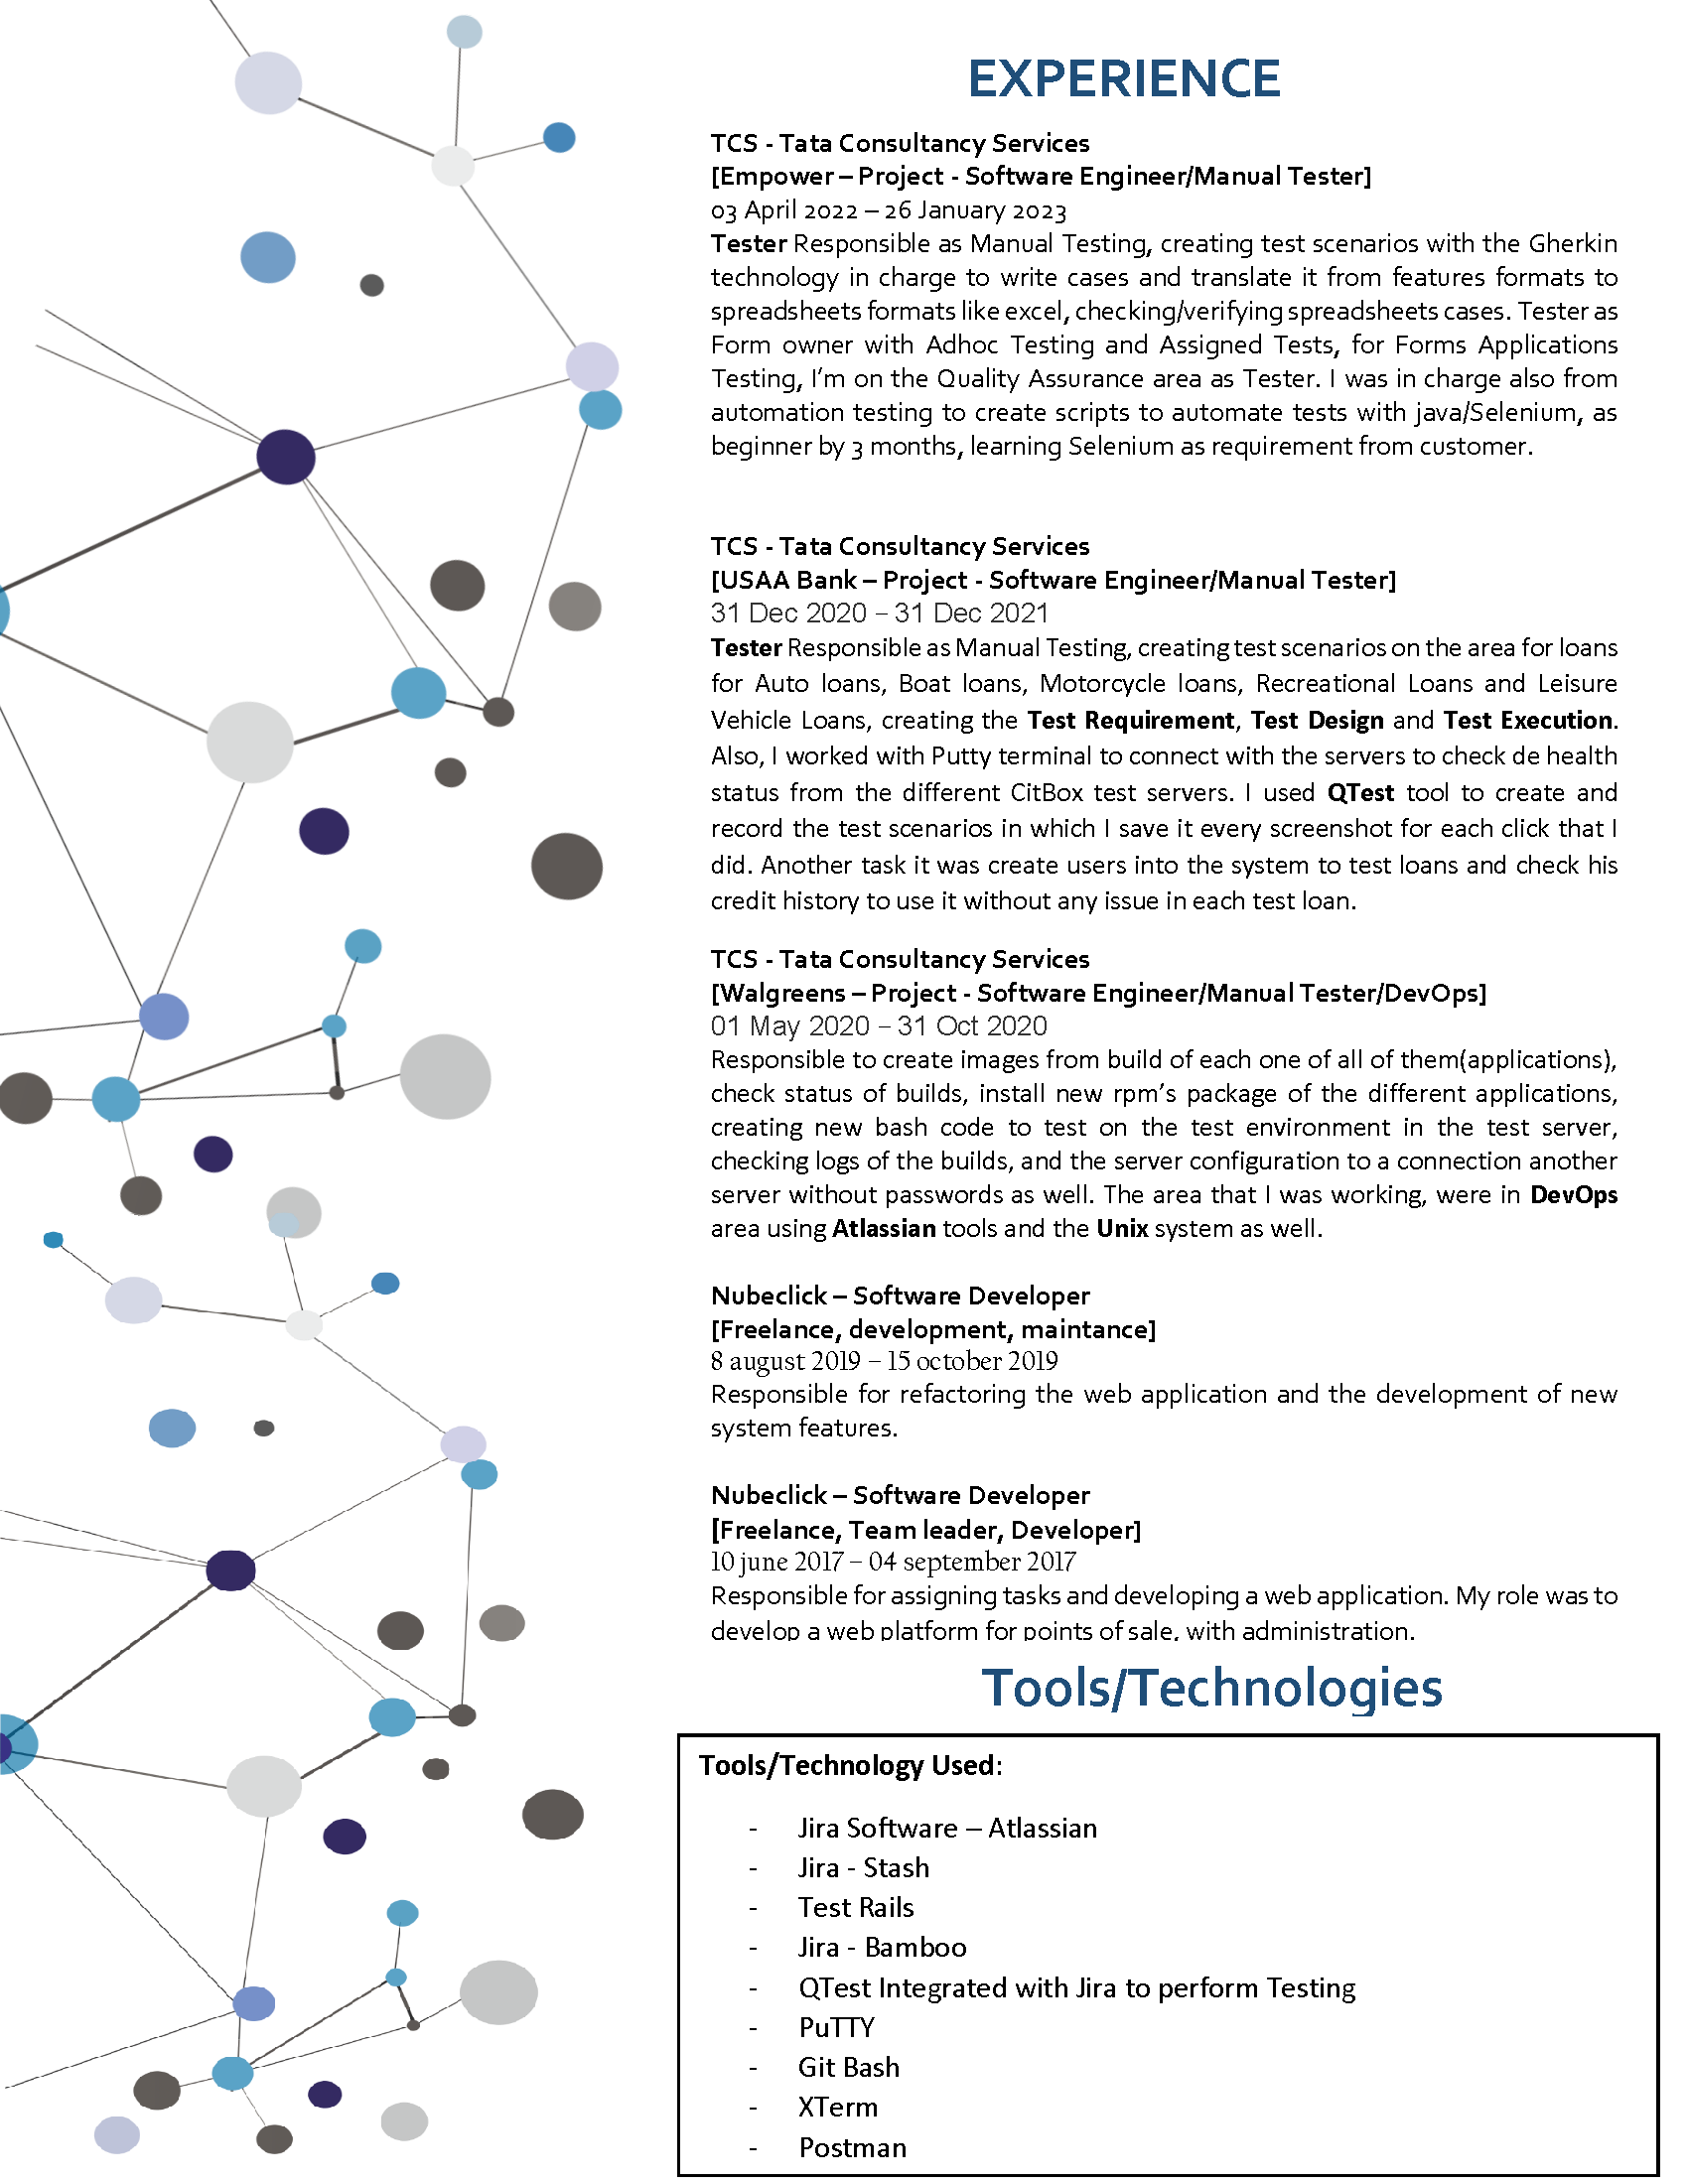 EXPERIENCE
TCS - Tata Consultancy Services
[Empower – Project - Software Engineer/Manual Tester]
03 April 2022 – 26 January 2023
Tester Responsible as Manual Testing, creating test scenarios with the Gherkin
technology in charge to write cases and translate it from features formats to
spreadsheets formats like excel, checking/verifying spreadsheets cases. Tester as
Form owner with Adhoc Testing and Assigned Tests, for Forms Applications
Testing, I’m on the Quality Assurance area as Tester. I was in charge also from
automation testing to create scripts to automate tests with java/Selenium, as
beginner by 3 months, learning Selenium as requirement from customer.
TCS - Tata Consultancy Services
[USAA Bank – Project - Software Engineer/Manual Tester]
31 Dec 2020 – 31 Dec 2021
Tester Responsible as Manual Testing, creating test scenarios on the area for loans
for Auto loans, Boat loans, Motorcycle loans, Recreational Loans and Leisure
Vehicle Loans, creating the Test Requirement, Test Design and Test Execution.
Also, I worked with Putty terminal to connect with the servers to check de health
status from the different CitBox test servers. I used QTest tool to create and
record the test scenarios in which I save it every screenshot for each click that I
did. Another task it was create users into the system to test loans and check his
credit history to use it without any issue in each test loan.
TCS - Tata Consultancy Services
[Walgreens – Project - Software Engineer/Manual Tester/DevOps]
01 May 2020 – 31 Oct 2020
Responsible to create images from build of each one of all of them(applications),
check status of builds, install new rpm’s package of the different applications,
creating new bash code to test on the test environment in the test server,
checking logs of the builds, and the server configuration to a connection another
server without passwords as well. The area that I was working, were in DevOps
area using Atlassian tools and the Unix system as well.
Nubeclick – Software Developer
[Freelance, development, maintance]
8 august 2019 – 15 october 2019
Responsible for refactoring the web application and the development of new
system features.
Nubeclick – Software Developer
[Freelance, Team leader, Developer]
10 june 2017 – 04 september 2017
Responsible for assigning tasks and developing a web application. My role was to
develop a web platform for points of sale, with administration.
Tools/Technologies
Tools/Technology Used:
- Jira Software – Atlassian
- Jira - Stash
- Test Rails
- Jira - Bamboo
- QTest Integrated with Jira to perform Testing
- PuTTY
- Git Bash
- XTerm
- Postman